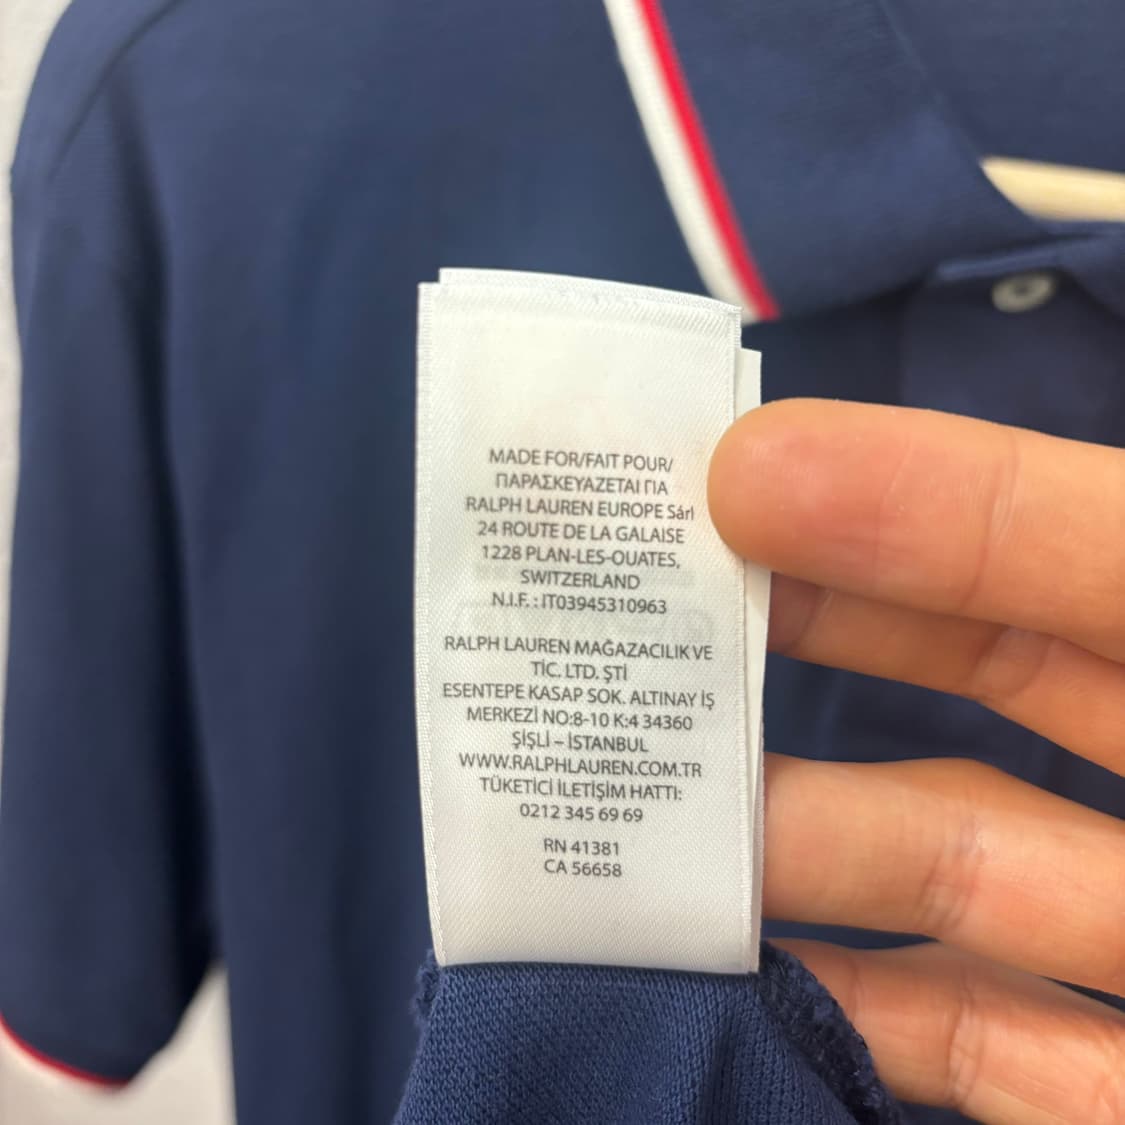 MADE FOR/FAIT POUR/
ΠΑΡΑΣΚΕΥΑΖΕΤΑΙ ΓΙΑ
RALPH LAUREN EUROPE Sárl
24 ROUTE DE LA GALAISE
1228 PLAN-LES-OUATES,
SWITZERLAND
N.I.F. : IT03945310963
RALPH LAUREN MAĞAZACILIK VE
TİC. LTD. ŞTİ
ESENTEPE KASAP SOK. ALTINAY İŞ
MERKEZİ NO:8-10 K:4 34360
ŞİŞLİ – İSTANBUL
WWW.RALPHLAUREN.COM.TR
TÜKETİCİ İLETİŞİM HATTI:
0212 345 69 69
RN 41381
CA 56658